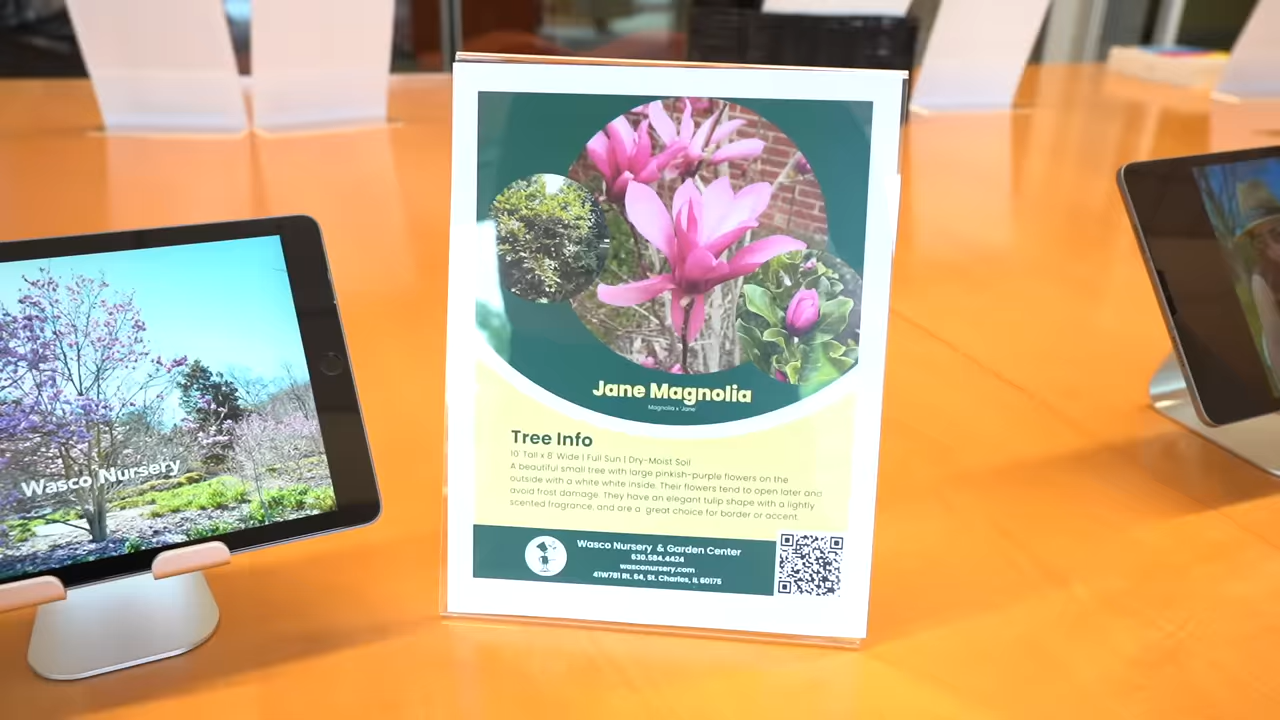 Wasco Nursery
Jane Magnolia
Magnolia x 'Jane'
Tree Info
10' Tall x 8' Wide | Full Sun | Dry-Moist Soil
A beautiful small tree with large pinkish-purple flowers on the
outside with a white white inside. Their flowers tend to open later and
avoid frost damage. They have an elegant tulip shape with a lightly
scented fragrance, and are a great choice for border or accent.
Wasco Nursery & Garden Center
630.584.4424
wasconursery.com
41W781 Rt. 64, St. Charles, IL 60175